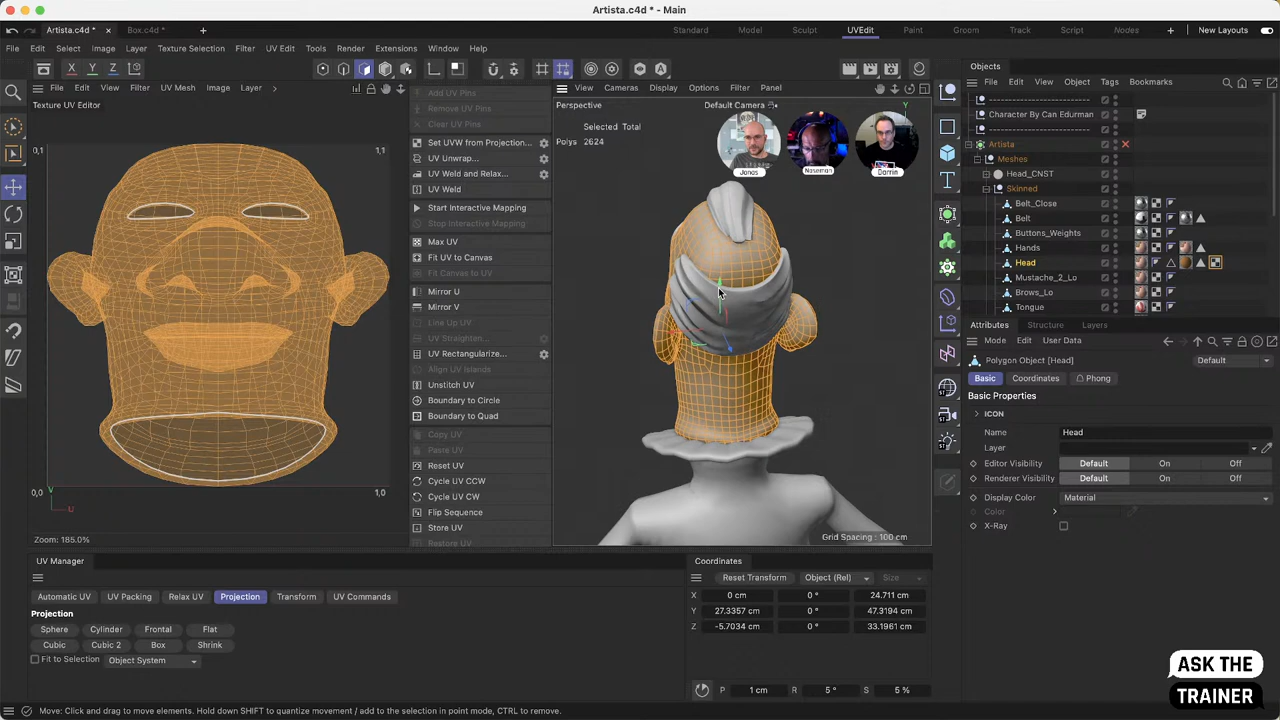 Artista.c4d * - Main
Artista.c4d * Box.c4d * Standard Model Sculpt UVEdit Paint Groom Track Script Nodes New Layouts
File Edit Select Image Layer Texture Selection Filter UV Edit Tools Render Extensions Window Help
X Y Z
Objects
File Edit View Object Tags Bookmarks
File Edit View Filter UV Mesh Image Layer
Texture UV Editor
0,1 1,1
0,0 1,0
V
U
Zoom: 185.0%
Add UV Pins
Remove UV Pins
Clear UV Pins
Set UVW from Projection...
UV Unwrap...
UV Weld and Relax...
UV Weld
Start Interactive Mapping
Stop Interactive Mapping
Max UV
Fit UV to Canvas
Fit Canvas to UV
Mirror U
Mirror V
Line Up UV
UV Straighten...
UV Rectangularize...
Align UV Islands
Unstitch UV
Boundary to Circle
Boundary to Quad
Copy UV
Paste UV
Reset UV
Cycle UV CCW
Cycle UV CW
Flip Sequence
Store UV
Restore UV
View Cameras Display Options Filter Panel
Perspective Default Camera Y
Selected Total
Polys 2624
Jonas Noseman Darrin
Grid Spacing : 100 cm
Character By Can Edurman
Artista
Meshes
Head_CNST
Skinned
Belt_Close
Belt
Buttons_Weights
Hands
Head
Mustache_2_Lo
Brows_Lo
Tongue
Attributes Structure Layers
Mode Edit User Data
Polygon Object [Head] Default
Basic Coordinates Phong
Basic Properties
ICON
Name Head
Layer
Editor Visibility Default On Off
Renderer Visibility Default On Off
Display Color Material
Color
X-Ray
UV Manager
Automatic UV UV Packing Relax UV Projection Transform UV Commands
Projection
Sphere Cylinder Frontal Flat
Cubic Cubic 2 Box Shrink
Fit to Selection Object System
Coordinates
Reset Transform Object (Rel) Size
X 0 cm 0 ° 24.711 cm
Y 27.3357 cm 0 ° 47.3194 cm
Z -5.7034 cm 0 ° 33.1961 cm
P 1 cm R 5 ° S 5 %
ASK THE
TRAINER
Move: Click and drag to move elements. Hold down SHIFT to quantize movement / add to the selection in point mode, CTRL to remove.